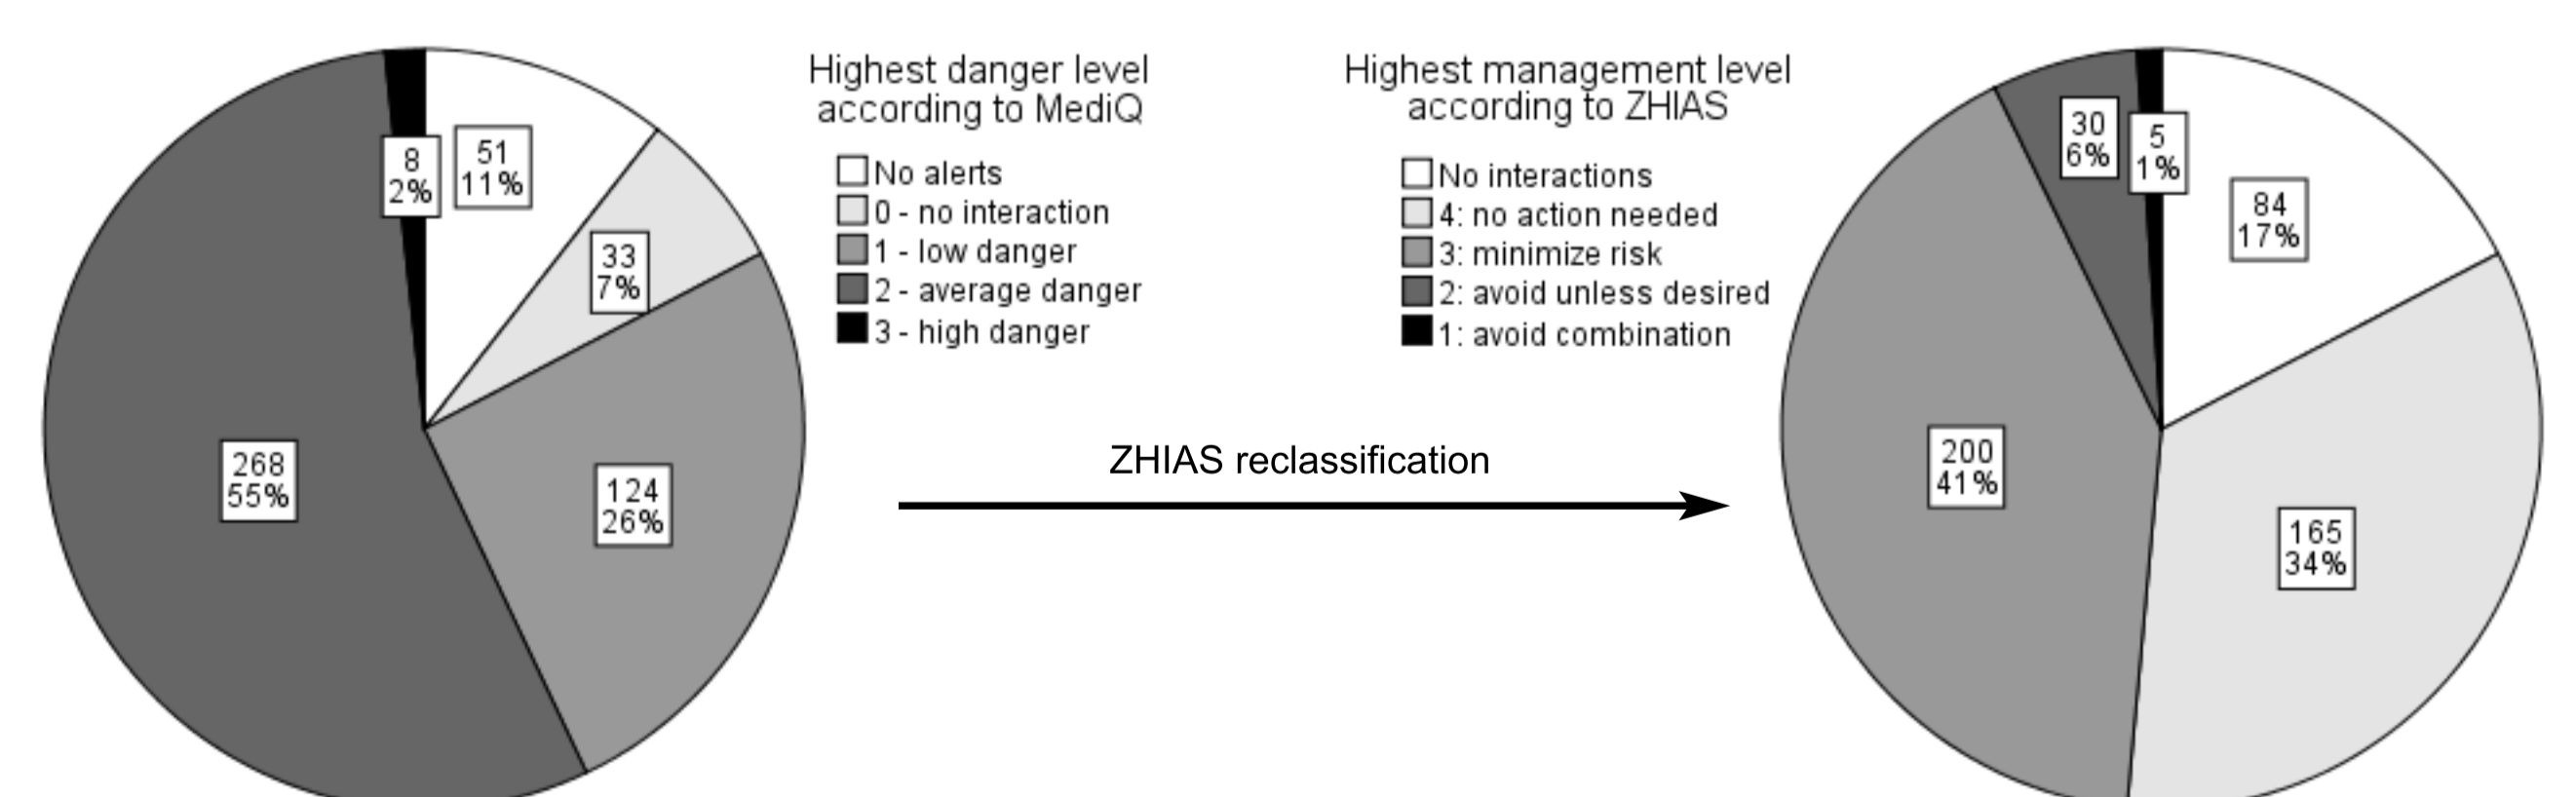 Highest danger level
according to MediQ
No alerts
0 - no interaction
1 - low danger
2 - average danger
3 - high danger
8
2%
51
11%
33
7%
124
26%
268
55%
ZHIAS reclassification
Highest management level
according to ZHIAS
No interactions
4: no action needed
3: minimize risk
2: avoid unless desired
1: avoid combination
30
6%
5
1%
84
17%
200
41%
165
34%